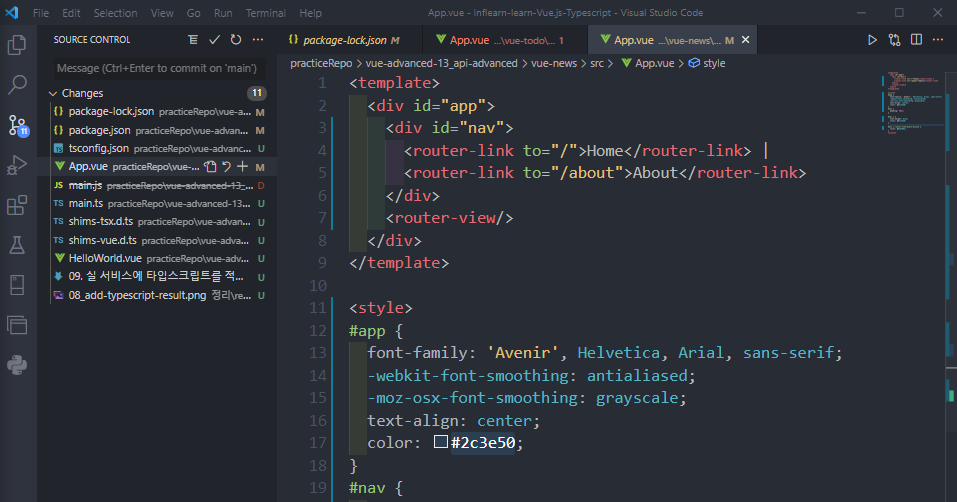 File Edit Selection View Go Run Terminal Help App.vue - inflearn-learn-Vue.js-Typescript - Visual Studio Code
SOURCE CONTROL
Message (Ctrl+Enter to commit on 'main')
Changes 11
{} package-lock.json practiceRepo\vue-a... M
{} package.json practiceRepo\vue-advan... M
tsconfig.json practiceRepo\vue-advan... U
App.vue practiceRepo\vue-... M
JS main.js practiceRepo\vue-advanced-13_... D
TS main.ts practiceRepo\vue-advanced-13... U
TS shims-tsx.d.ts practiceRepo\vue-adva... U
TS shims-vue.d.ts practiceRepo\vue-adva... U
HelloWorld.vue practiceRepo\vue-adva... U
09. 실 서비스에 타입스크립트를 적... U
08_add-typescript-result.png 정리\re... U
11
{} package-lock.json M
App.vue ...\vue-todo\... 1
App.vue ...\vue-news\... M
practiceRepo > vue-advanced-13_api-advanced > vue-news > src > App.vue > style
1 <template>
2 <div id="app">
3 <div id="nav">
4 <router-link to="/">Home</router-link> |
5 <router-link to="/about">About</router-link>
6 </div>
7 <router-view/>
8 </div>
9 </template>
10
11 <style>
12 #app {
13 font-family: 'Avenir', Helvetica, Arial, sans-serif;
14 -webkit-font-smoothing: antialiased;
15 -moz-osx-font-smoothing: grayscale;
16 text-align: center;
17 color: #2c3e50;
18 }
19 #nav {